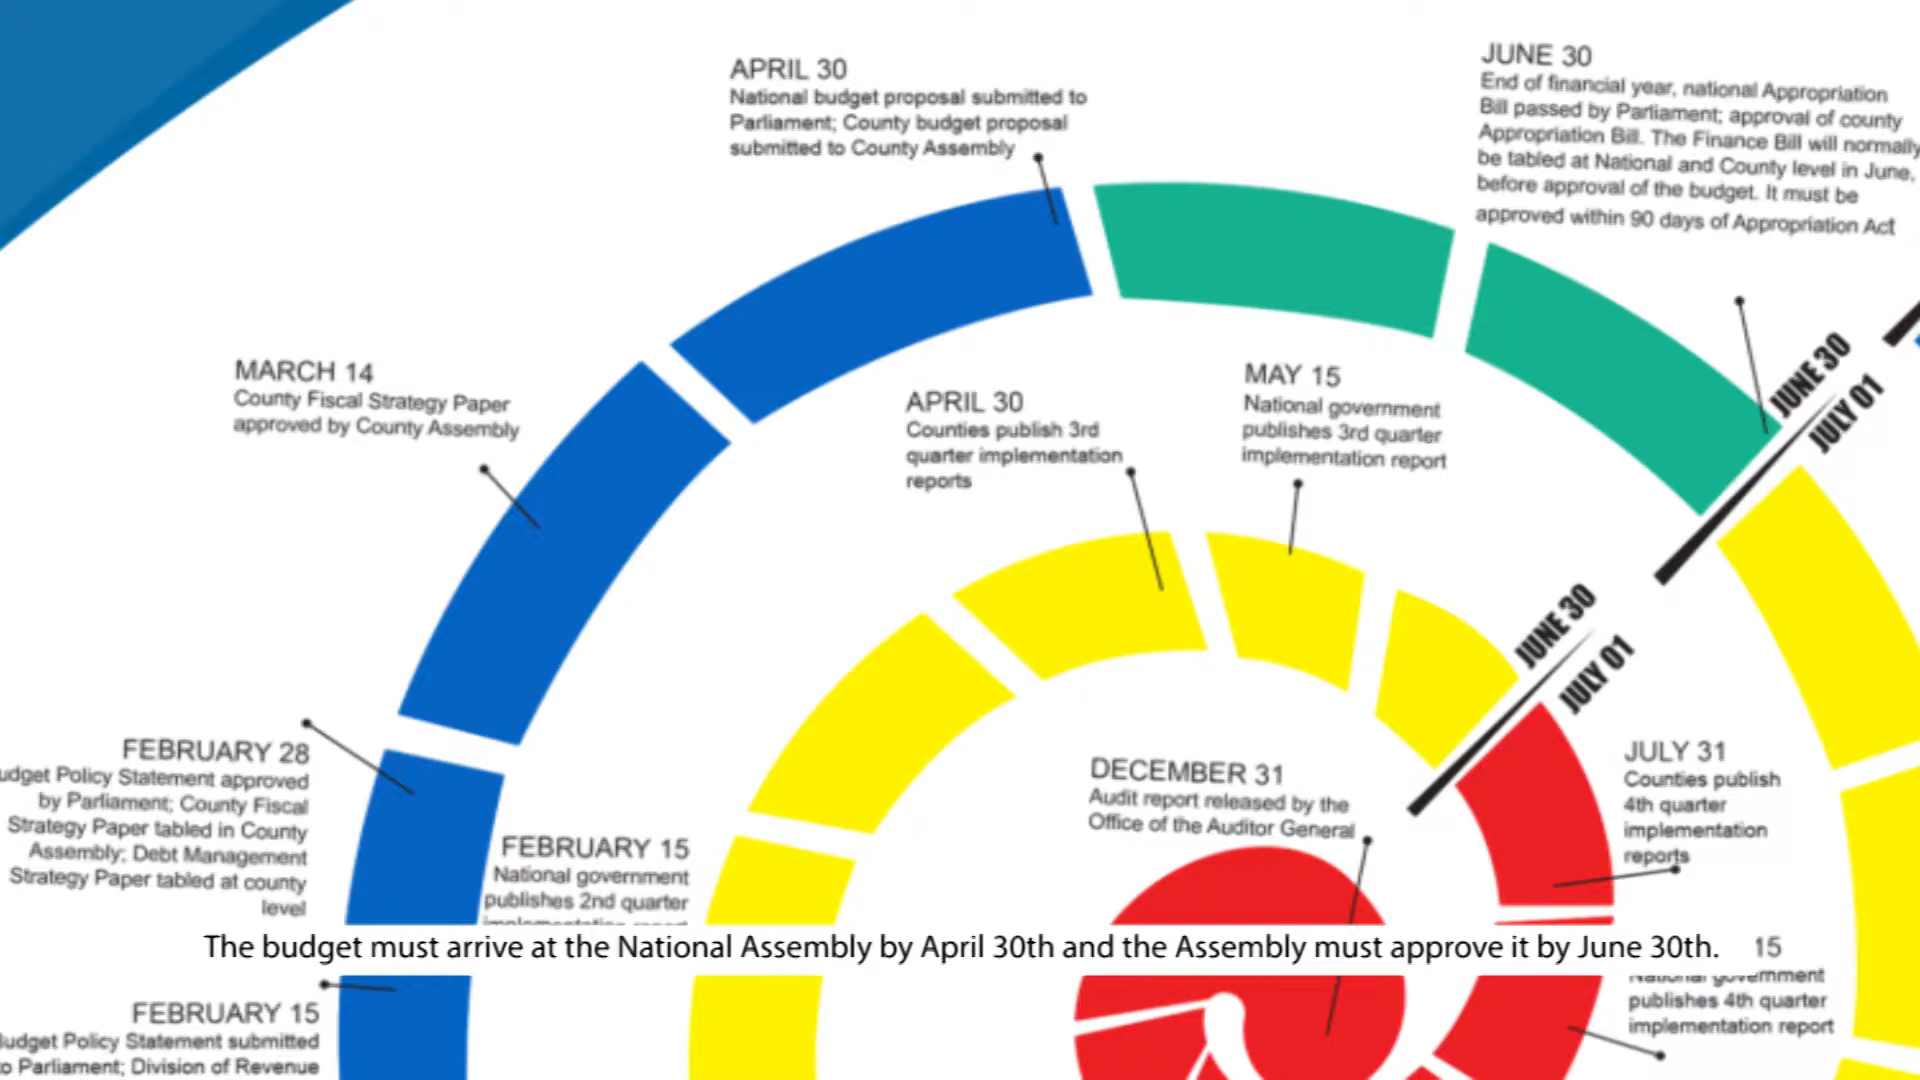 APRIL 30
National budget proposal submitted to
Parliament; County budget proposal
submitted to County Assembly
JUNE 30
End of financial year, national Appropriation
Bill passed by Parliament; approval of county
Appropriation Bill. The Finance Bill will normally
be tabled at National and County level in June,
before approval of the budget. It must be
approved within 90 days of Appropriation Act
MARCH 14
County Fiscal Strategy Paper
approved by County Assembly
APRIL 30
Counties publish 3rd
quarter implementation
reports
MAY 15
National government
publishes 3rd quarter
implementation report
JUNE 30
JULY 01
JUNE 30
JULY 01
FEBRUARY 28
udget Policy Statement approved
by Parliament; County Fiscal
Strategy Paper tabled in County
Assembly; Debt Management
Strategy Paper tabled at county
level
FEBRUARY 15
National government
publishes 2nd quarter
DECEMBER 31
Audit report released by the
Office of the Auditor General
JULY 31
Counties publish
4th quarter
implementation
reports
The budget must arrive at the National Assembly by April 30th and the Assembly must approve it by June 30th.
15
National government
publishes 4th quarter
implementation report
FEBRUARY 15
Budget Policy Statement submitted
to Parliament; Division of Revenue